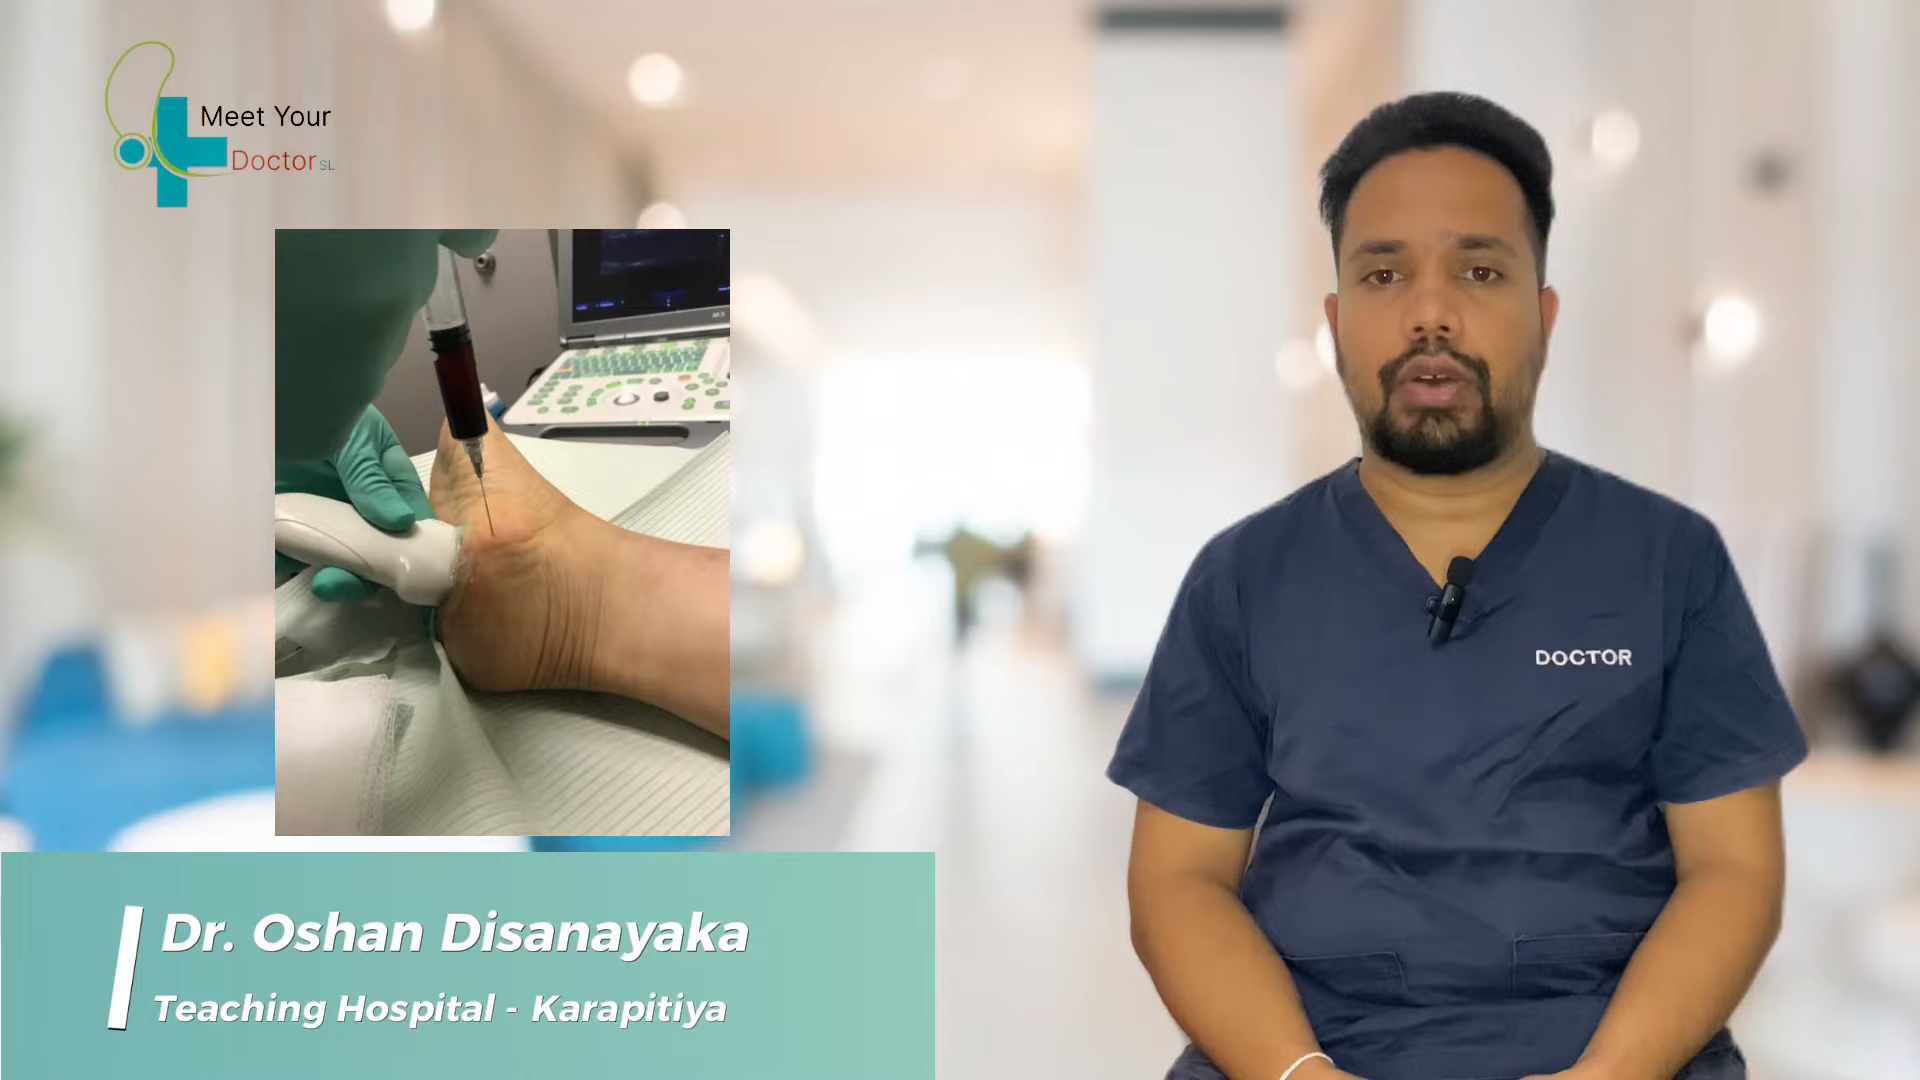 Meet Your
Doctor SL
DOCTOR
Dr. Oshan Disanayaka
Teaching Hospital - Karapitiya